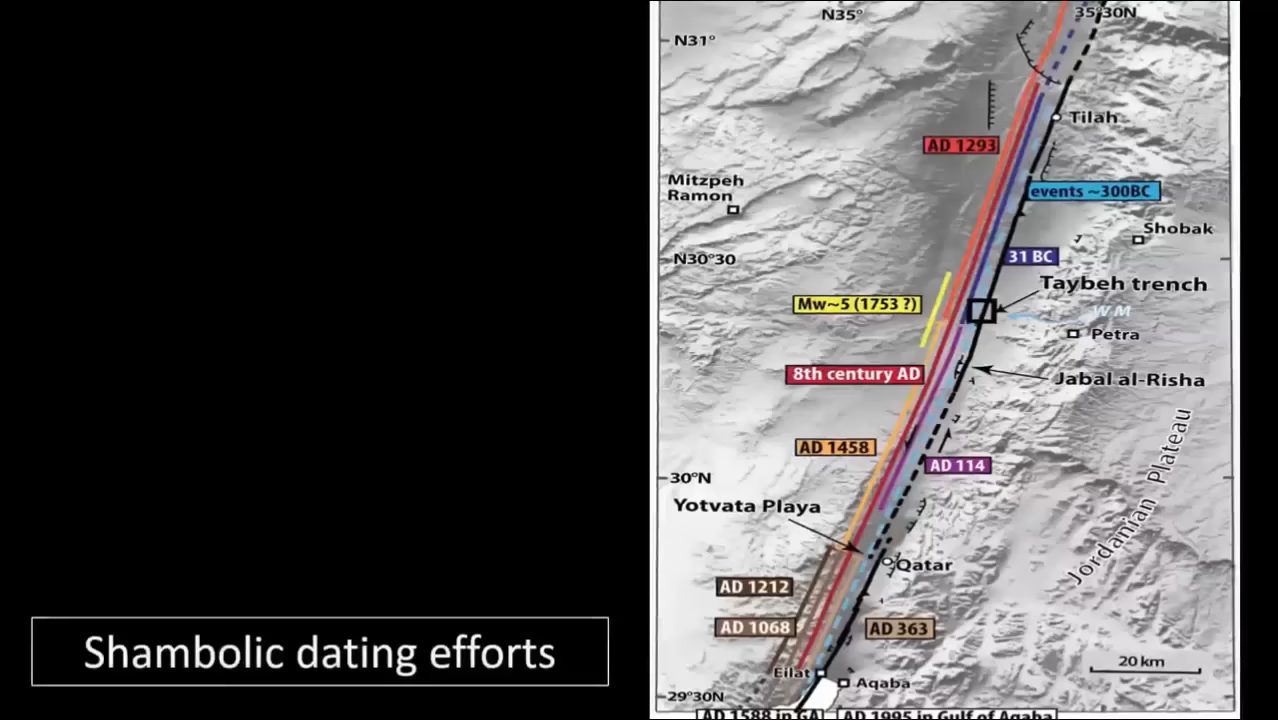 N35°
35°30N
N31°
Tilah
AD 1293
Mitzpeh
Ramon
events ~300BC
Shobak
N30°30
31 BC
Taybeh trench
Mw~5 (1753 ?)
W M
Petra
8th century AD
Jabal al-Risha
AD 1458
AD 114
30°N
Yotvata Playa
Jordanian Plateau
Qatar
AD 1212
AD 1068
AD 363
Shambolic dating efforts
20 km
Eilat
Aqaba
29°30N
AD 1588 in GA
AD 1995 in Gulf of Aqaba